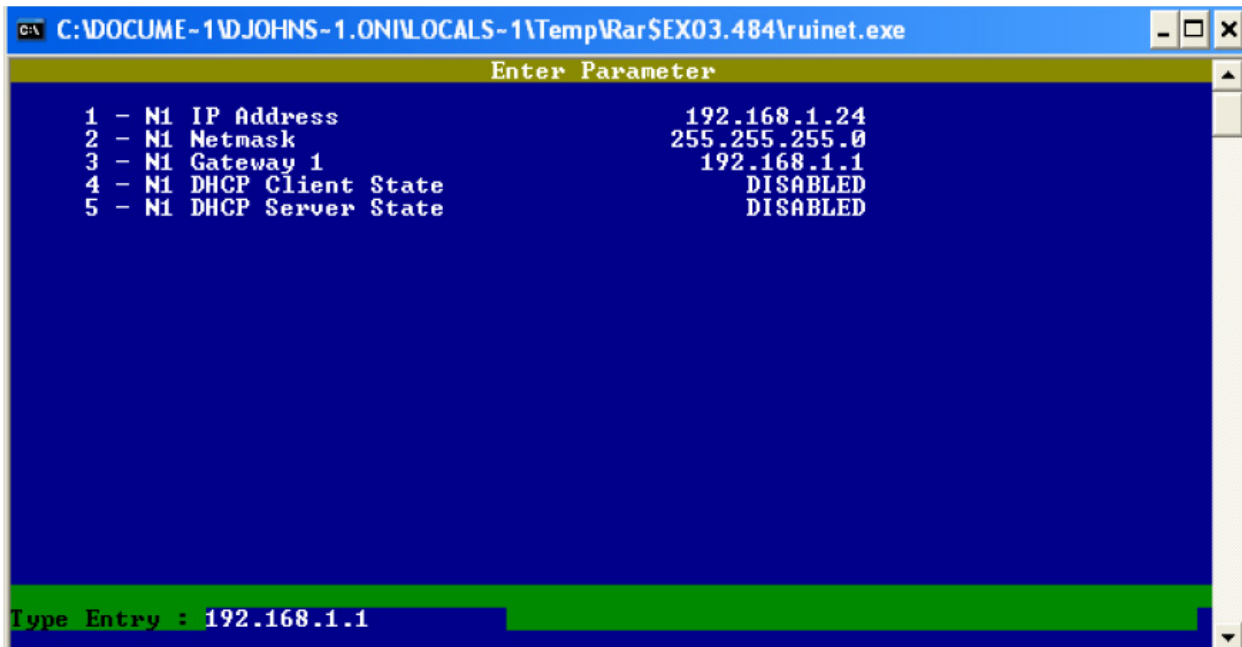 C:\DOCUME~1\DJOHNS~1.ONI\LOCALS~1\Temp\Rar$EX03.484\ruinet.exe
Enter Parameter
1 - N1 IP Address 192.168.1.24
2 - N1 Netmask 255.255.255.0
3 - N1 Gateway 1 192.168.1.1
4 - N1 DHCP Client State DISABLED
5 - N1 DHCP Server State DISABLED
Type Entry : 192.168.1.1